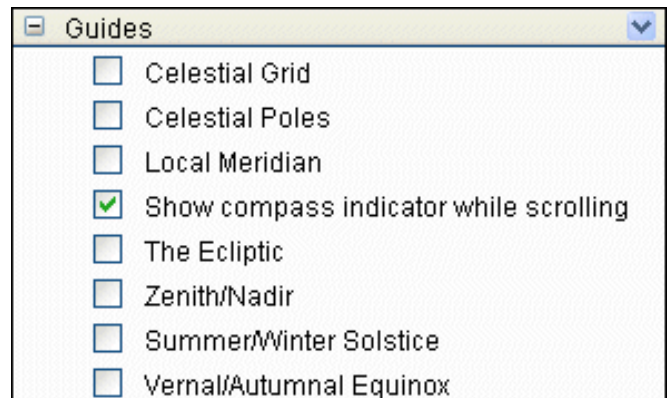 Guides
Celestial Grid
Celestial Poles
Local Meridian
Show compass indicator while scrolling
The Ecliptic
Zenith/Nadir
Summer/Winter Solstice
Vernal/Autumnal Equinox